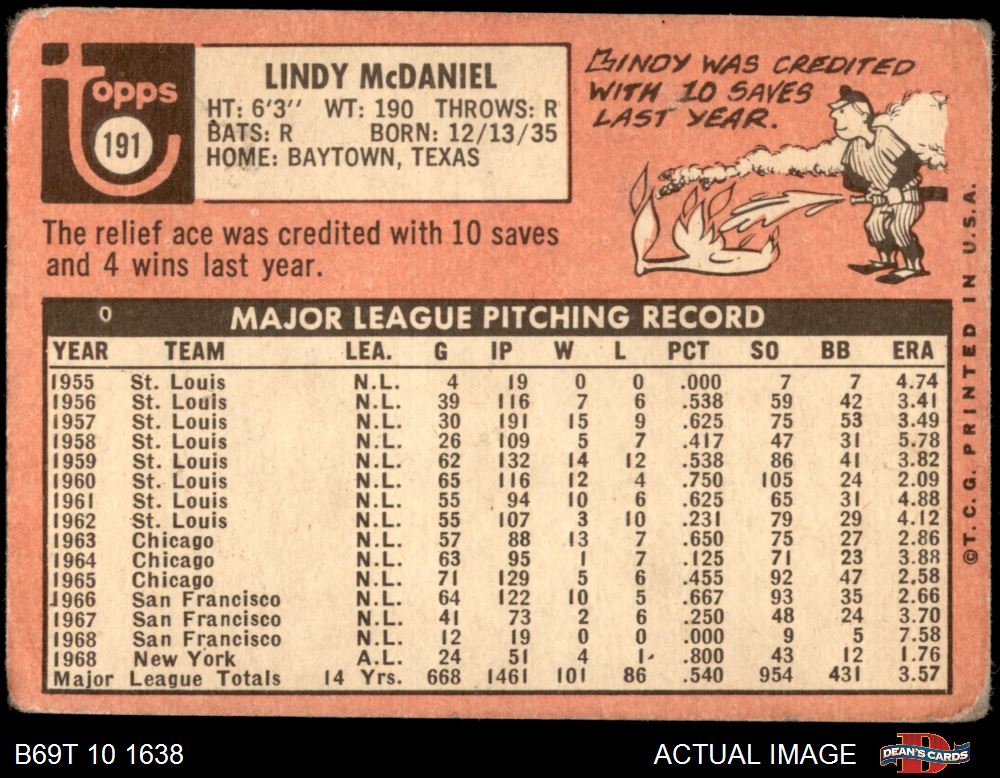 topps
191
LINDY McDANIEL
HT: 6'3" WT: 190 THROWS: R
BATS: R BORN: 12/13/35
HOME: BAYTOWN, TEXAS
LINDY WAS CREDITED
WITH 10 SAVES
LAST YEAR.
The relief ace was credited with 10 saves
and 4 wins last year.
0 MAJOR LEAGUE PITCHING RECORD
YEAR TEAM LEA. G IP W L PCT SO BB ERA
1955 St. Louis N.L. 4 19 0 0 .000 7 7 4.74
1956 St. Louis N.L. 39 116 7 6 .538 59 42 3.41
1957 St. Louis N.L. 30 191 15 9 .625 75 53 3.49
1958 St. Louis N.L. 26 109 5 7 .417 47 31 5.78
1959 St. Louis N.L. 62 132 14 12 .538 86 41 3.82
1960 St. Louis N.L. 65 116 12 4 .750 105 24 2.09
1961 St. Louis N.L. 55 94 10 6 .625 65 31 4.88
1962 St. Louis N.L. 55 107 3 10 .231 79 29 4.12
1963 Chicago N.L. 57 88 13 7 .650 75 27 2.86
1964 Chicago N.L. 63 95 1 7 .125 71 23 3.88
1965 Chicago N.L. 71 129 5 6 .455 92 47 2.58
1966 San Francisco N.L. 64 122 10 5 .667 93 35 2.66
1967 San Francisco N.L. 41 73 2 6 .250 48 24 3.70
1968 San Francisco N.L. 12 19 0 0 .000 9 5 7.58
1968 New York A.L. 24 51 4 1 .800 43 12 1.76
Major League Totals 14 Yrs. 668 1461 101 86 .540 954 431 3.57
©T. C. G. PRINTED IN U.S.A.
B69T 10 1638
ACTUAL IMAGE
DEAN'S CARDS